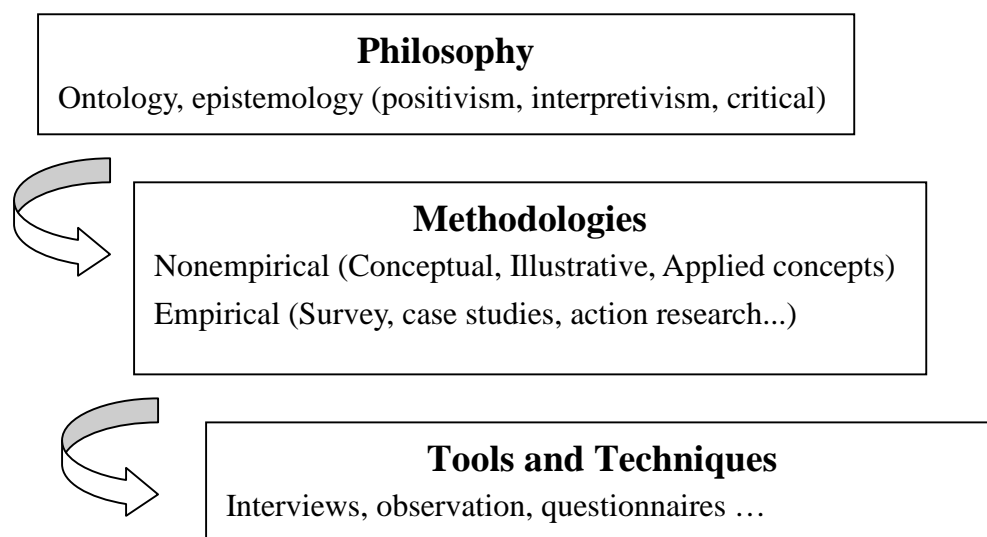 Philosophy
Ontology, epistemology (positivism, interpretivism, critical)
Methodologies
Nonempirical (Conceptual, Illustrative, Applied concepts)
Empirical (Survey, case studies, action research...)
Tools and Techniques
Interviews, observation, questionnaires …